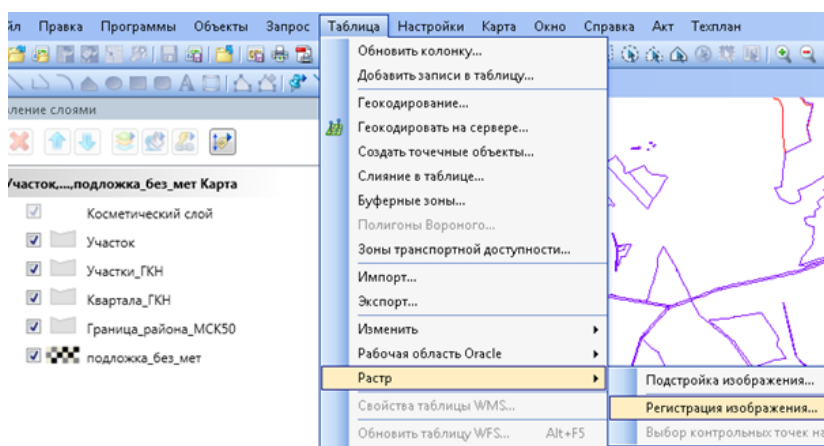 йл Правка Программы Объекты Запрос Таблица Настройки Карта Окно Справка Акт Техплан
Обновить колонку...
Добавить записи в таблицу...
вление слоями
Геокодирование...
Геокодировать на сервере...
Создать точечные объекты...
Слияние в таблице...
Участок,...,подложка_без_мет Карта
Буферные зоны...
Косметический слой
Полигоны Вороного...
Участок
Зоны транспортной доступности...
Участки_ГКН
Импорт...
Квартала_ГКН
Экспорт...
Граница_района_МСК50
Изменить
подложка_без_мет
Рабочая область Oracle
Растр
Подстройка изображения...
Свойства таблицы WMS...
Регистрация изображения...
Обновить таблицу WFS... Alt+F5
Выбор контрольных точек на